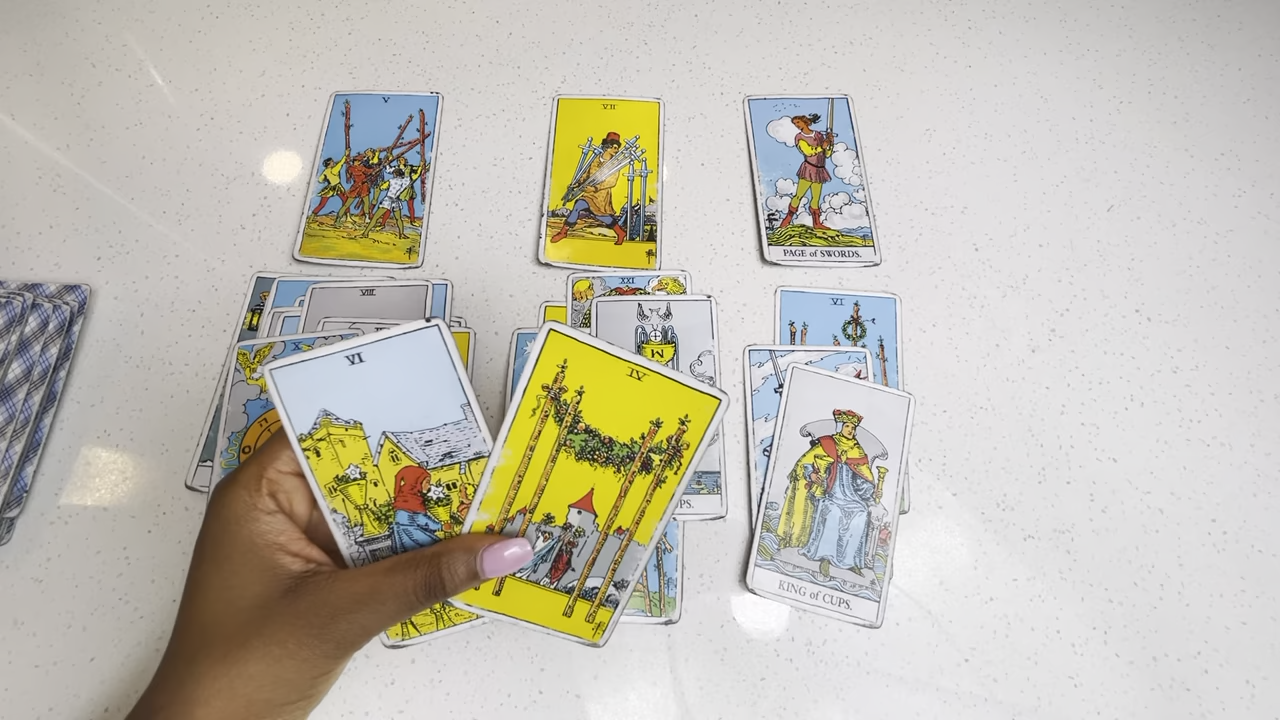 V
VII
PAGE of SWORDS.
XXI
VIII
VI
X
VI
IV
PS.
KING of CUPS.